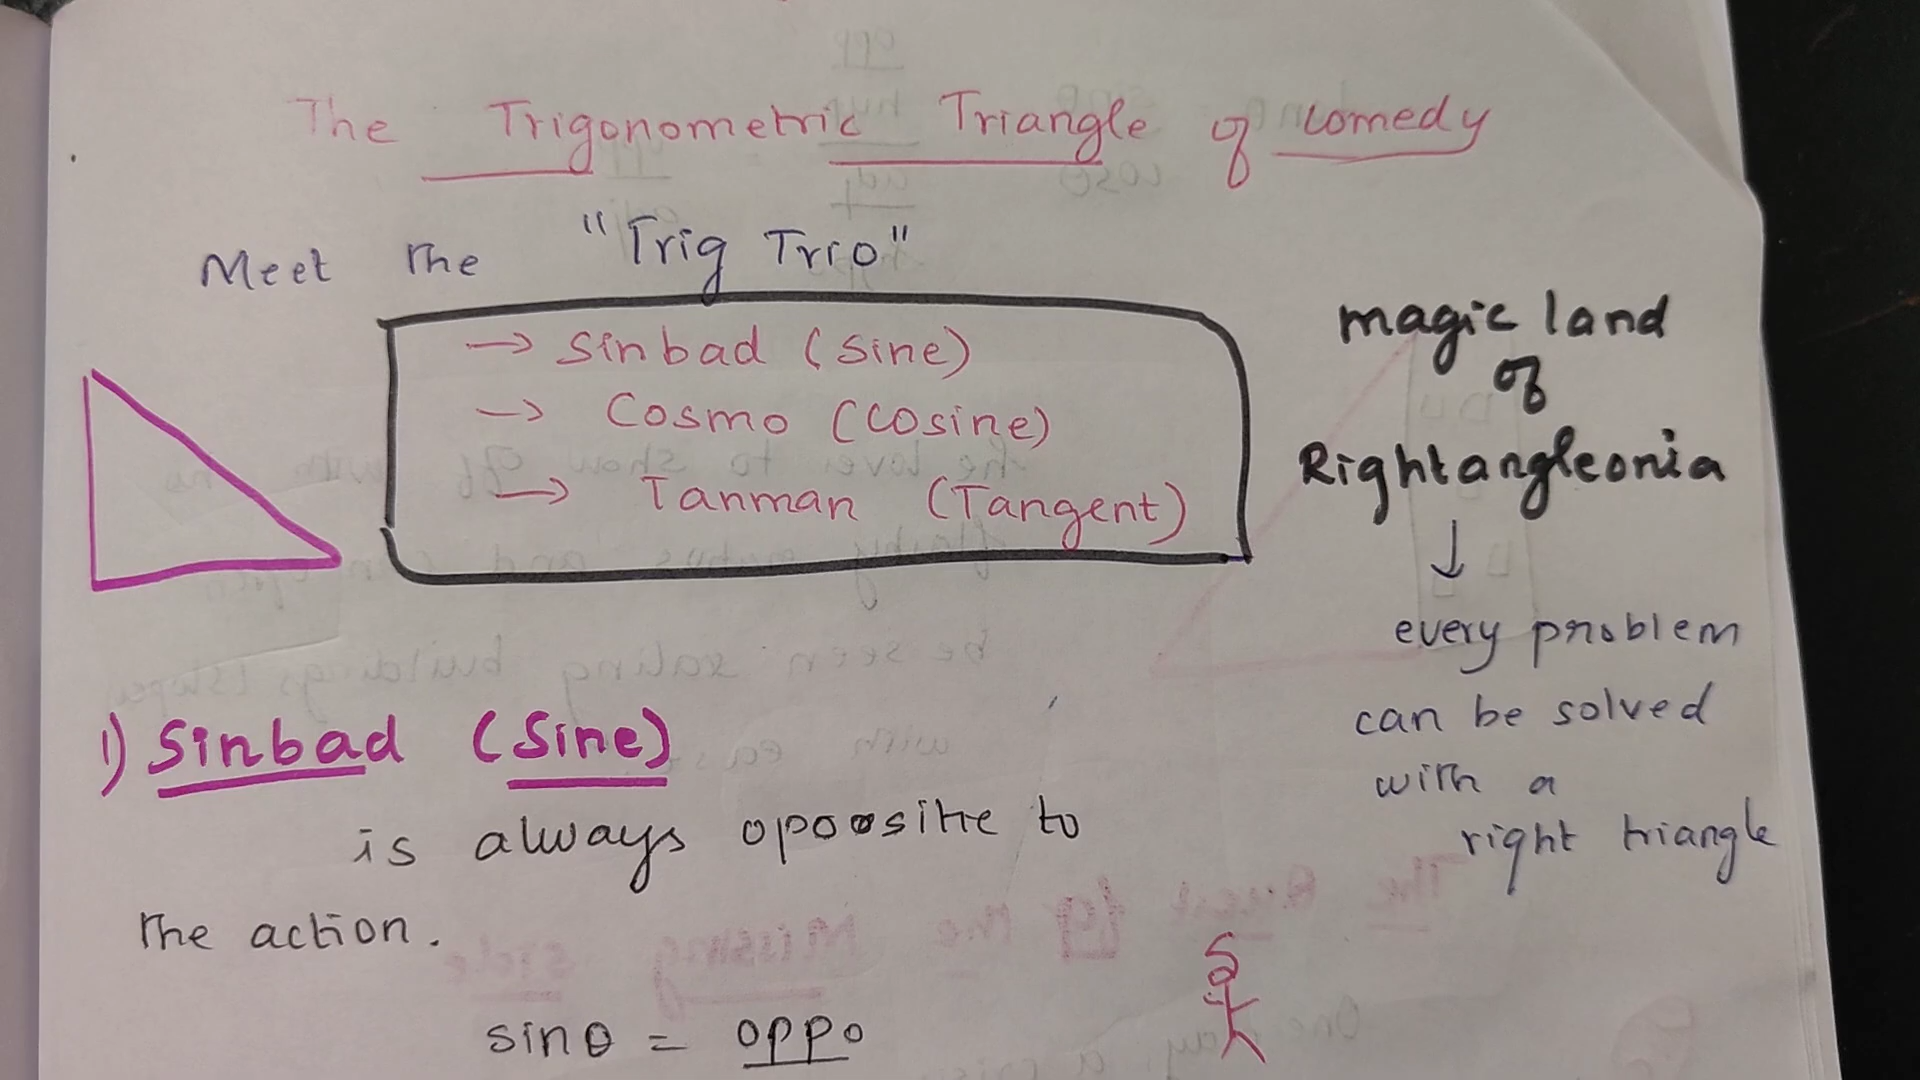 The Trigonometric Triangle of Comedy
Meet The "Trig Trio"
→ Sinbad (Sine)
→ Cosmo (Cosine)
→ Tanman (Tangent)
magic land
of
Rightangleonia
↓
every problem
can be solved
with a
right triangle
1) Sinbad (Sine)
is always opoosite to
The action.
sinθ = oppo